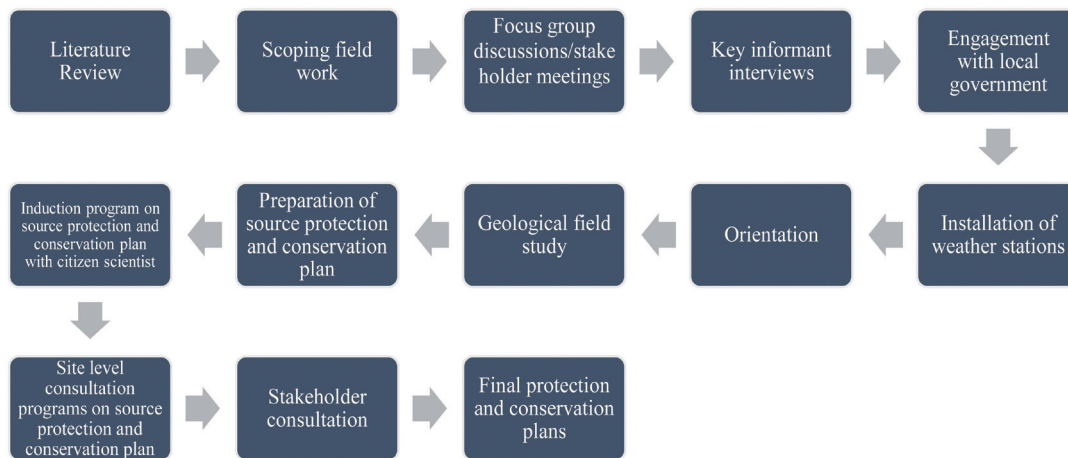 Literature
Review
Scoping field
work
Focus group
discussions/stake
holder meetings
Key informant
interviews
Engagement
with local
government
Installation of
weather stations
Orientation
Geological field
study
Preparation of
source protection
and conservation
plan
Induction program on
source protection and
conservation plan
with citizen scientist
Site level
consultation
programs on source
protection and
conservation plan
Stakeholder
consultation
Final protection
and conservation
plans